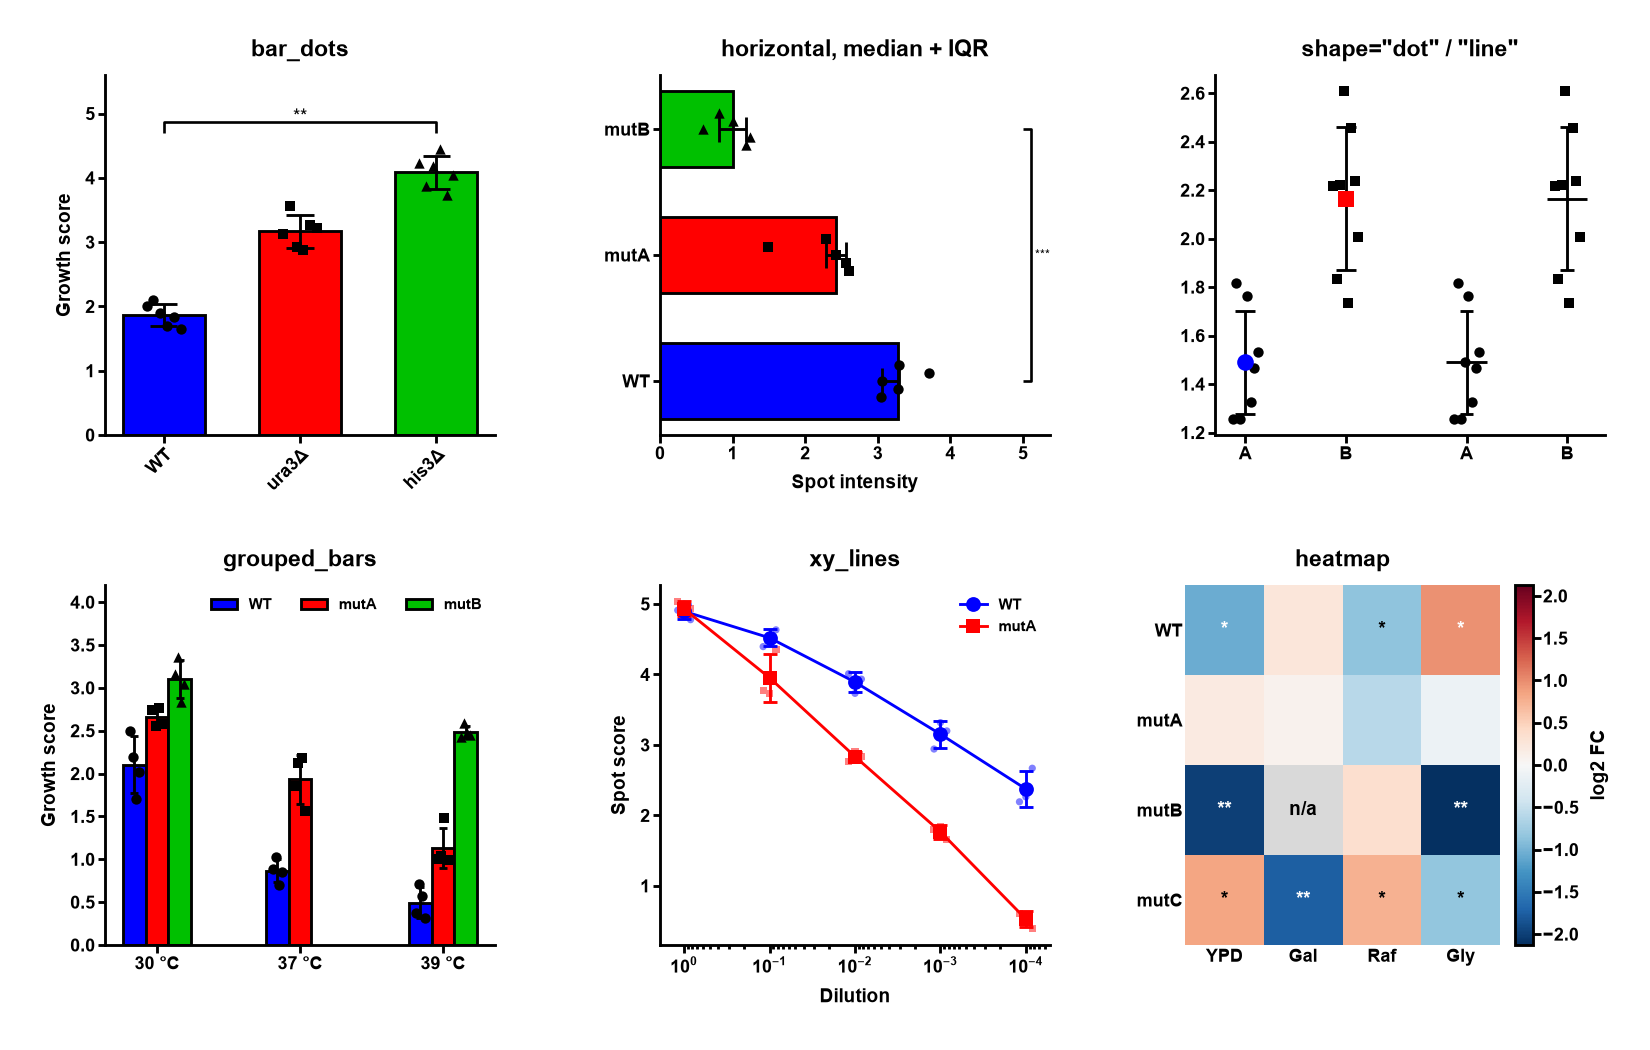 bar_dots
5
4
3
2
1
0
Growth score
**
WT
ura3Δ
his3Δ
horizontal, median + IQR
mutB
mutA
WT
***
0 1 2 3 4 5
Spot intensity
shape="dot" / "line"
2.6
2.4
2.2
2.0
1.8
1.6
1.4
1.2
A B A B
grouped_bars
WT mutA mutB
4.0
3.5
3.0
2.5
2.0
1.5
1.0
0.5
0.0
Growth score
30 °C 37 °C 39 °C
xy_lines
WT
mutA
5
4
3
2
1
Spot score
10⁰ 10⁻¹ 10⁻² 10⁻³ 10⁻⁴
Dilution
heatmap
WT * * *
mutA
mutB ** n/a **
mutC * ** * *
YPD Gal Raf Gly
2.0
1.5
1.0
0.5
0.0
−0.5
−1.0
−1.5
−2.0
log2 FC